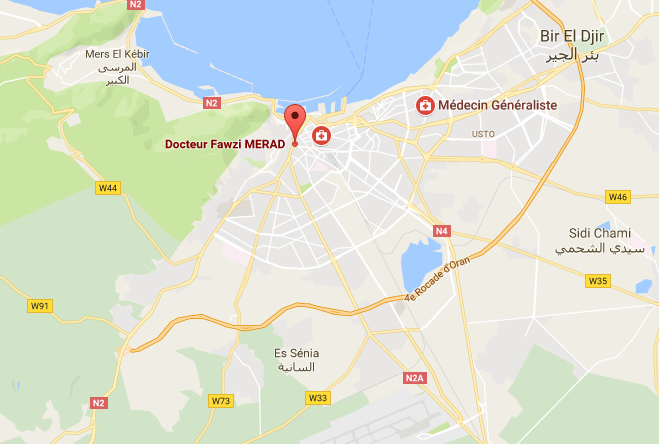 N2
Bir El Djir
بئر الجير
Mers El Kébir
المرسى
الكبير
N2
Médecin Généraliste
USTO
Docteur Fawzi MERAD
W44
W46
N4
Sidi Chami
سيدي الشحمي
4e Rocade d'Oran
W35
W91
Es Sénia
السانية
N2A
N2
W73
W33